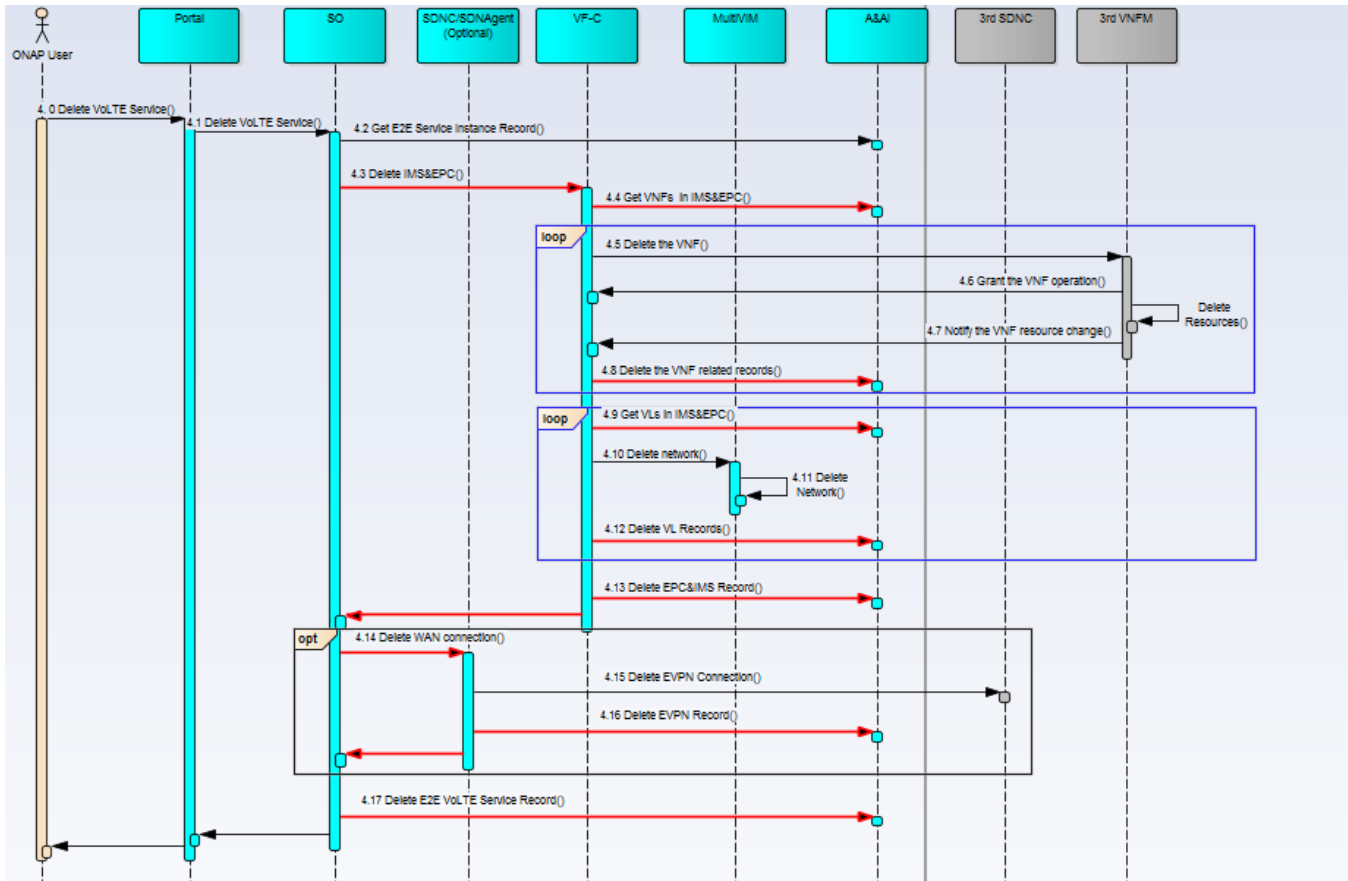 Portal
SO
SDNC/SDNAgent
(Optional)
VF-C
MultiVIM
A&AI
3rd SDNC
3rd VNFM
ONAP User
4. 0 Delete VoLTE Service()
4.1 Delete VoLTE Service()
4.2 Get E2E Service Instance Record()
4.3 Delete IMS&EPC()
4.4 Get VNFs in IMS&EPC()
loop
4.5 Delete the VNF()
4.6 Grant the VNF operation()
Delete
Resources()
4.7 Notify the VNF resource change()
4.8 Delete the VNF related records()
loop
4.9 Get VLs in IMS&EPC()
4.10 Delete network()
4.11 Delete
Network()
4.12 Delete VL Records()
4.13 Delete EPC&IMS Record()
opt
4.14 Delete WAN connection()
4.15 Delete EVPN Connection()
4.16 Delete EVPN Record()
4.17 Delete E2E VoLTE Service Record()